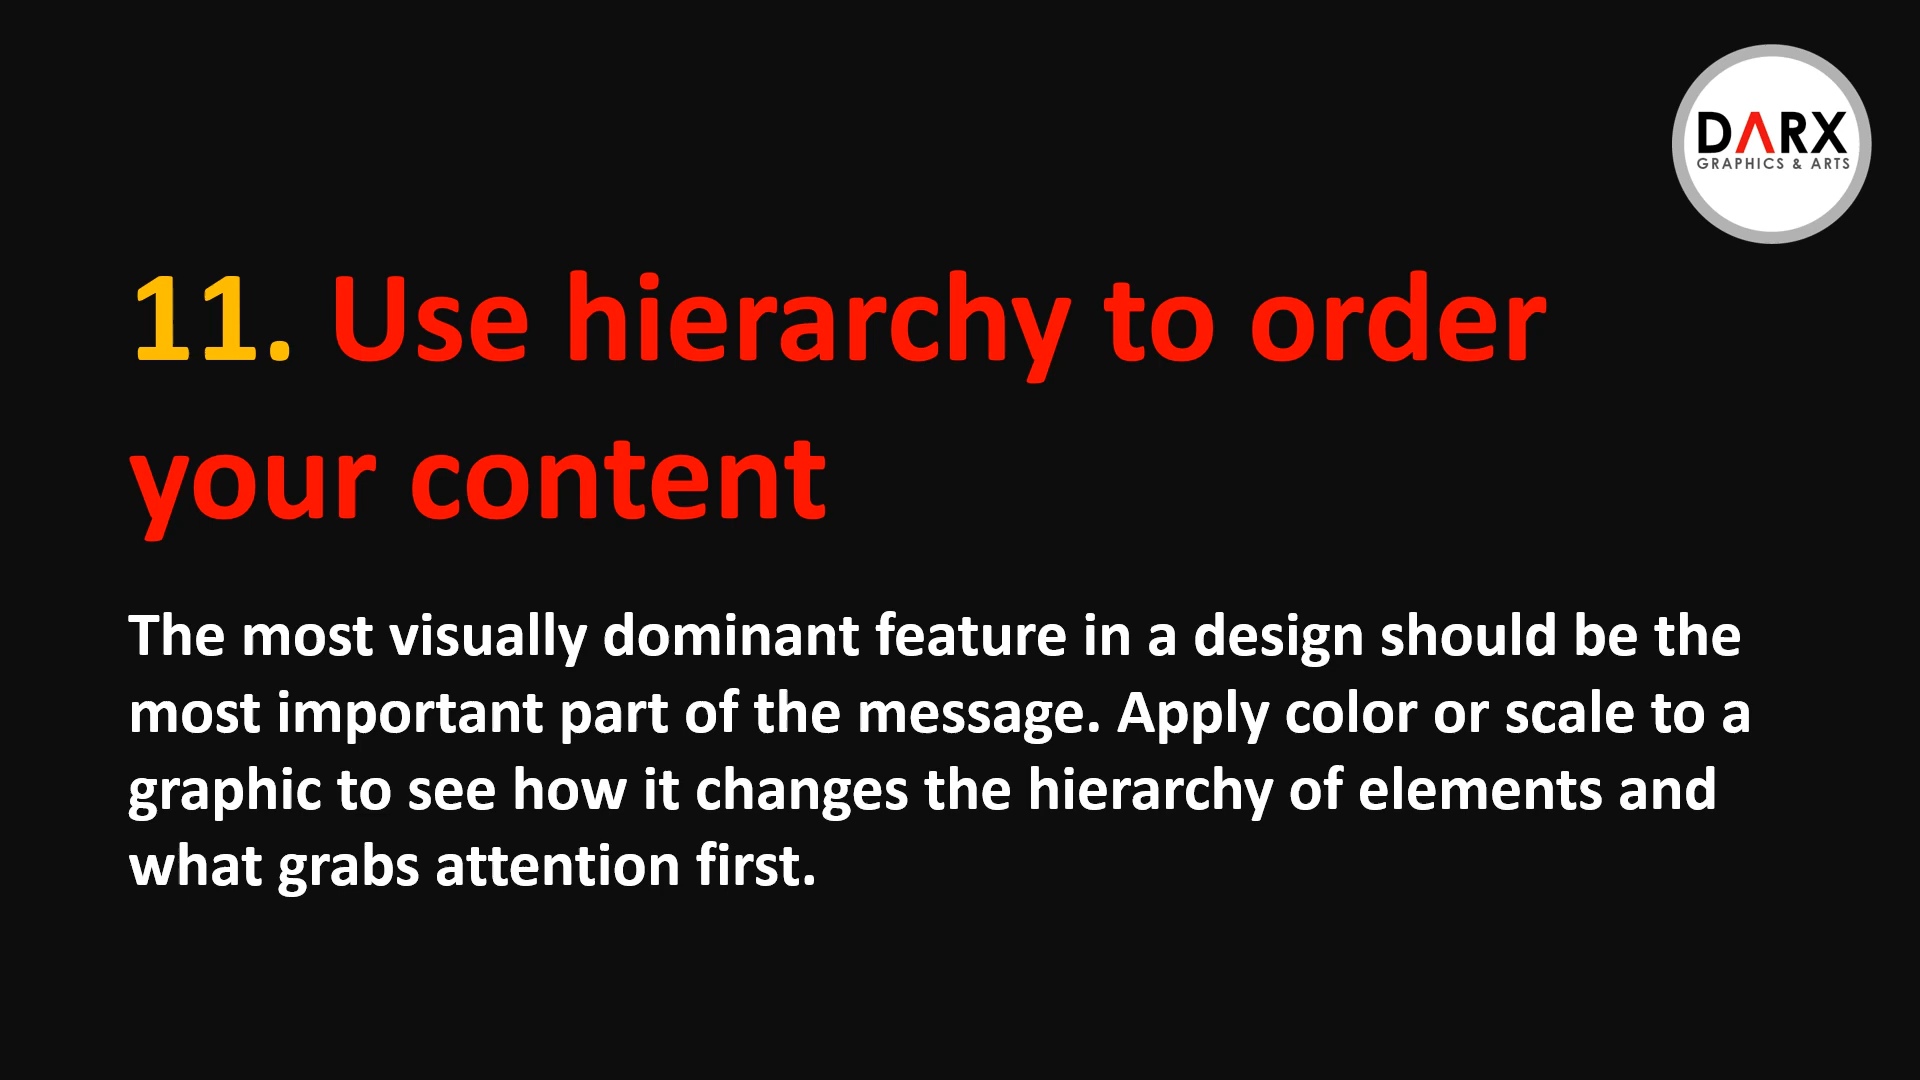 DARX
GRAPHICS & ARTS
11. Use hierarchy to order
your content
The most visually dominant feature in a design should be the
most important part of the message. Apply color or scale to a
graphic to see how it changes the hierarchy of elements and
what grabs attention first.